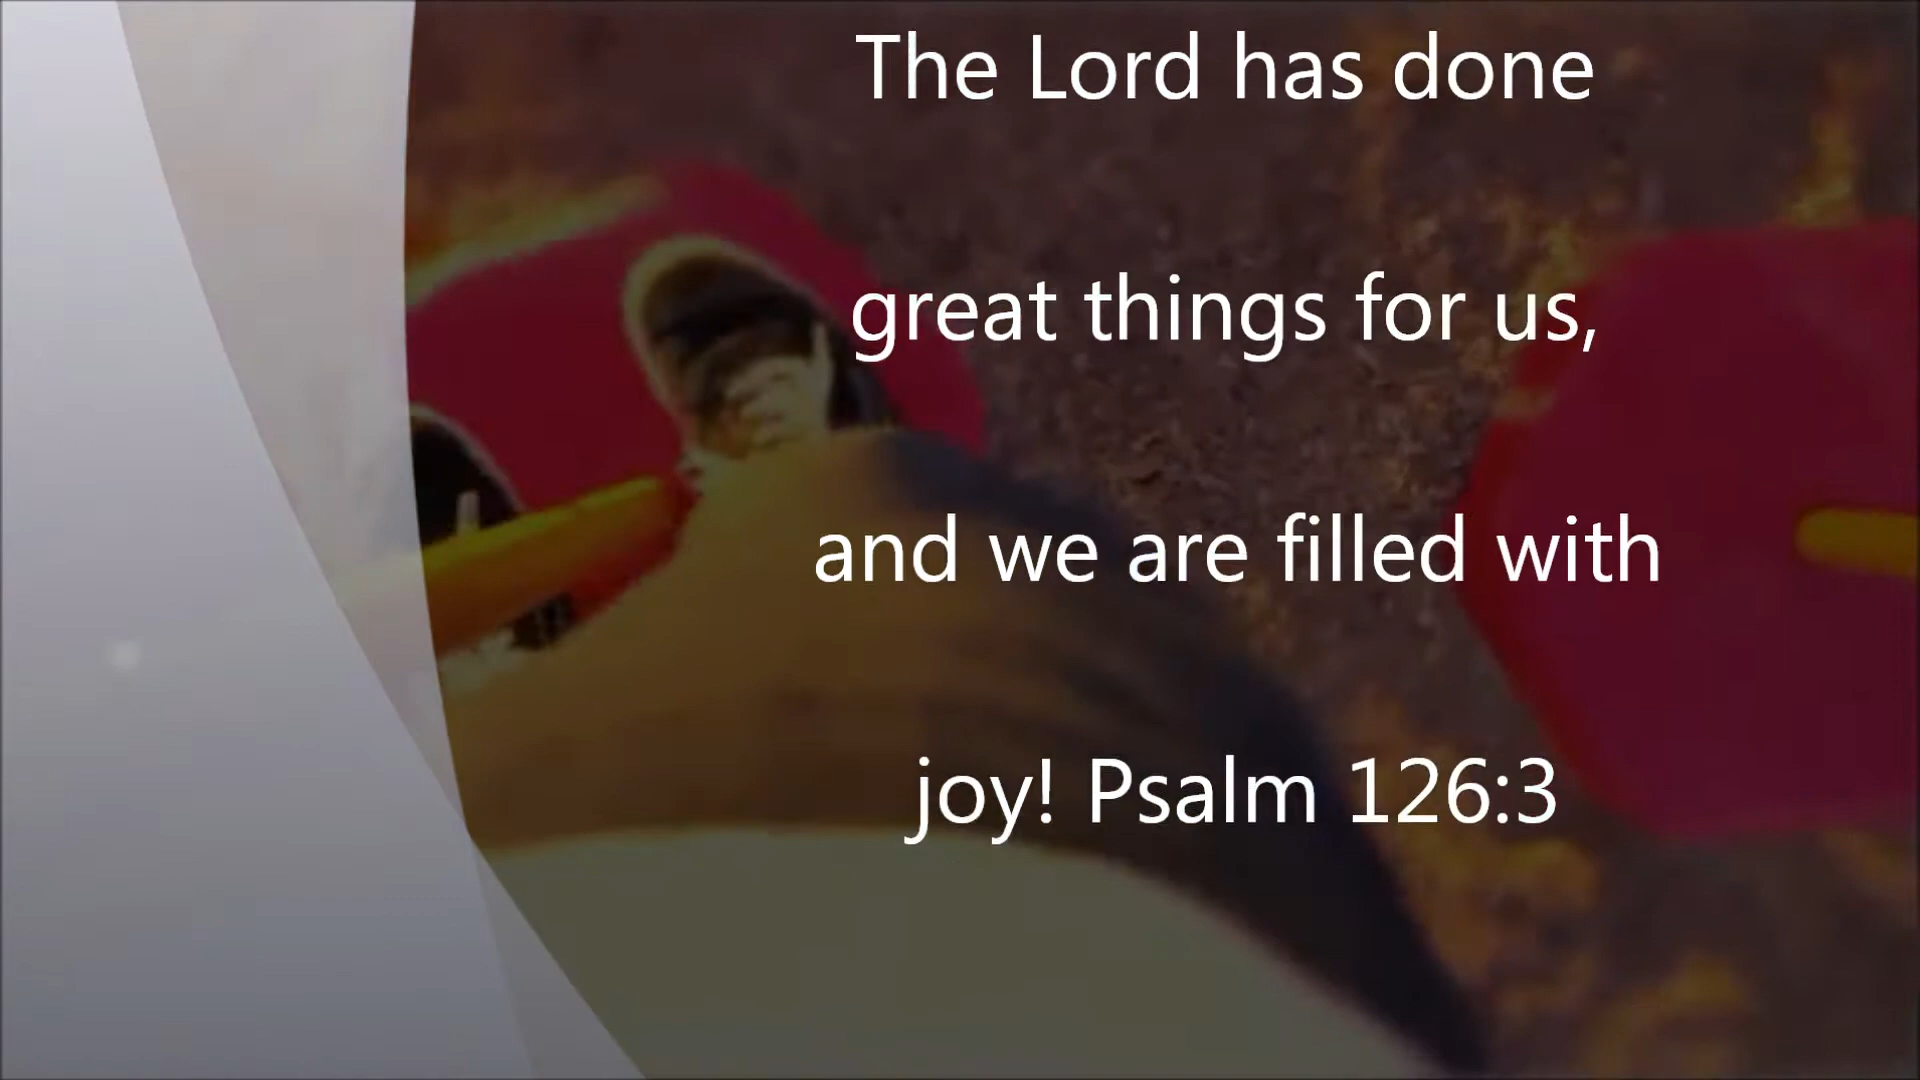 The Lord has done
great things for us,
and we are filled with
joy! Psalm 126:3